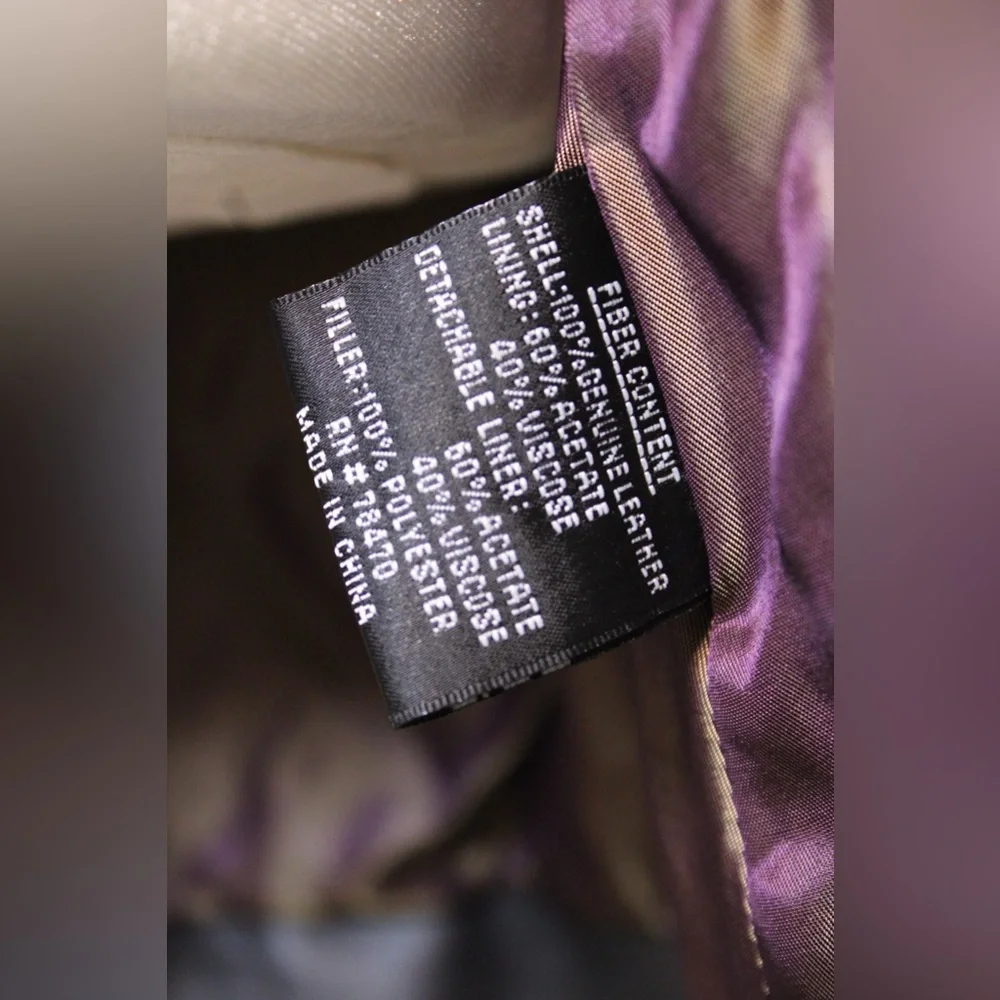 FIBER CONTENT
SHELL:100%GENUINE LEATHER
LINING: 60% ACETATE
40% VISCOSE
DETACHABLE LINER:
60%ACETATE
40%VISCOSE
FILLER:100% POLYESTER
RN # 78470
MADE IN CHINA